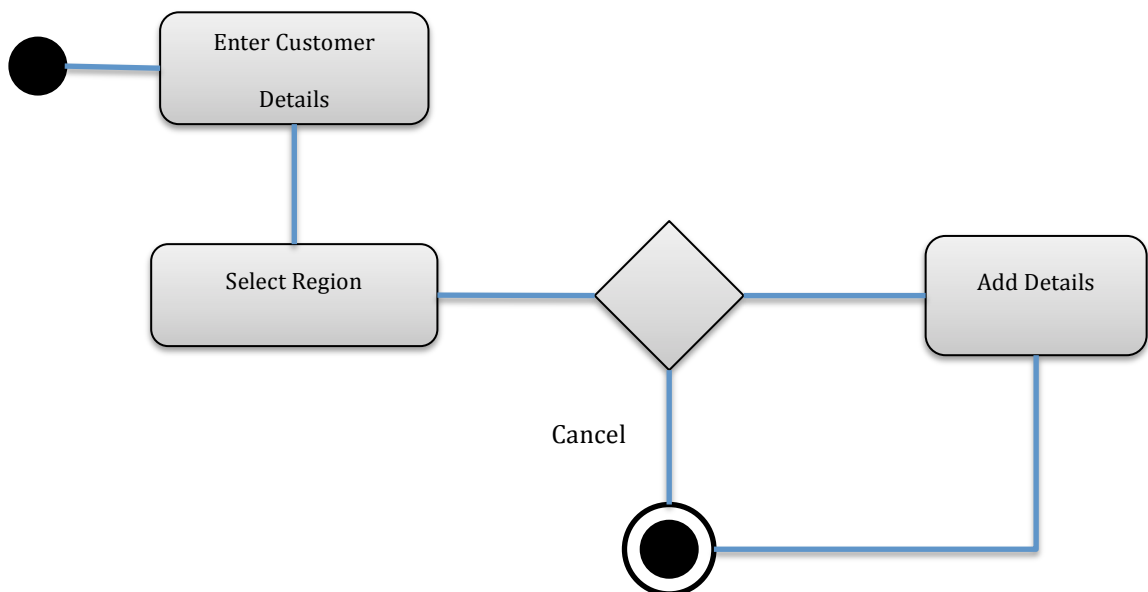 Enter Customer
Details
Select Region
Add Details
Cancel